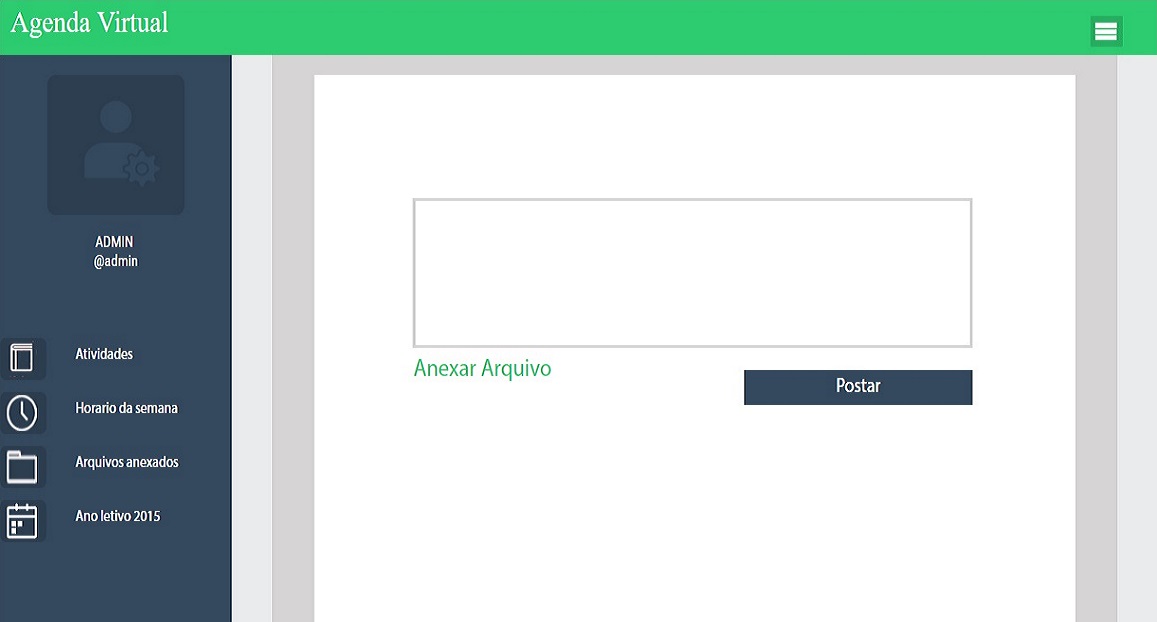 Agenda Virtual
ADMIN
@admin
Atividades
Horario da semana
Arquivos anexados
Ano letivo 2015
Anexar Arquivo
Postar